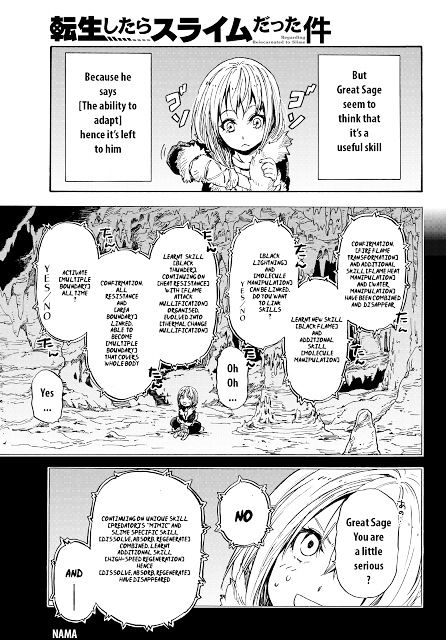 転生したらスライムだった件
Regarding
Reincarnated to Slime
But
Great Sage
seem to
think that
it's a
useful skill
ゴン
ゴン
Because he
says
[The ability to
adapt]
hence it's left
to him
CONFIRMATION.
[FIRE FLAME
TRANSFORMATION]
AND ADDITIONAL
SKILL [FLAME HEAT
MANIPULATION]
AND [WATER
MANIPULATION]
HAVE BEEN COMBINED
AND DISAPPEAR.
LEARNT NEW SKILL
[BLACK FLAME]
AND
ADDITIONAL
SKILL
[MOLECULE
MANIPULATION]
[BLACK
LIGHTNING]
AND [MOLECULE
MANIPULATION]
CAN BE LINKED.
DO YOU WANT
TO LINK
SKILLS?
YES/NO
Oh
Oh
...
LEARNT SKILL
[BLACK
THUNDER].
CONTINUING ON
[HEAT RESISTANCE]
WITH [FLAME
ATTACK
NULLIFICATION]
ORGANISED,
EVOLVED INTO
[THERMAL CHANGE
NULLIFICATION]
CONFIRMATION.
ALL
RESISTANCE
AND
[AREA
BOUNDARY]
LINKED.
ABLE TO
BECOME
[MULTIPLE
BOUNDARY]
THAT COVERS
WHOLE BODY
ACTIVATE
[MULTIPLE
BOUNDARY]
ALL TIME
?
YES/NO
Yes
...
Great Sage
You are
a little
serious
?
NO
CONTINUING ON UNIQUE SKILL
[PREDATOR]'S "MIMIC" AND
SLIME SPECIFIC SKILL
[DISSOLVE, ABSORB, REGENERATE]
COMBINED, LEARNT
ADDITIONAL SKILL
[HIGH-SPEED REGENERATION]
HENCE
[DISSOLVE, ABSORB, REGENERATE]
HAVE DISAPPEARED
AND
NAMA